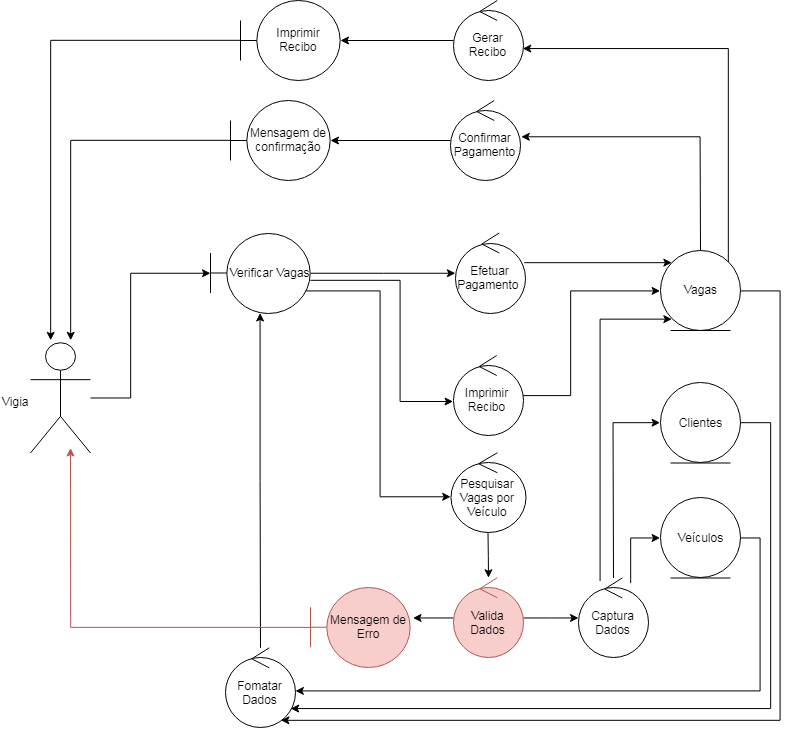 Imprimir
Recibo
Gerar
Recibo
Mensagem de
confirmação
Confirmar
Pagamento
Verificar Vagas
Efetuar
Pagamento
Vagas
Vigia
Imprimir
Recibo
Clientes
Pesquisar
Vagas por
Veículo
Veículos
Mensagem de
Erro
Valida
Dados
Captura
Dados
Fomatar
Dados